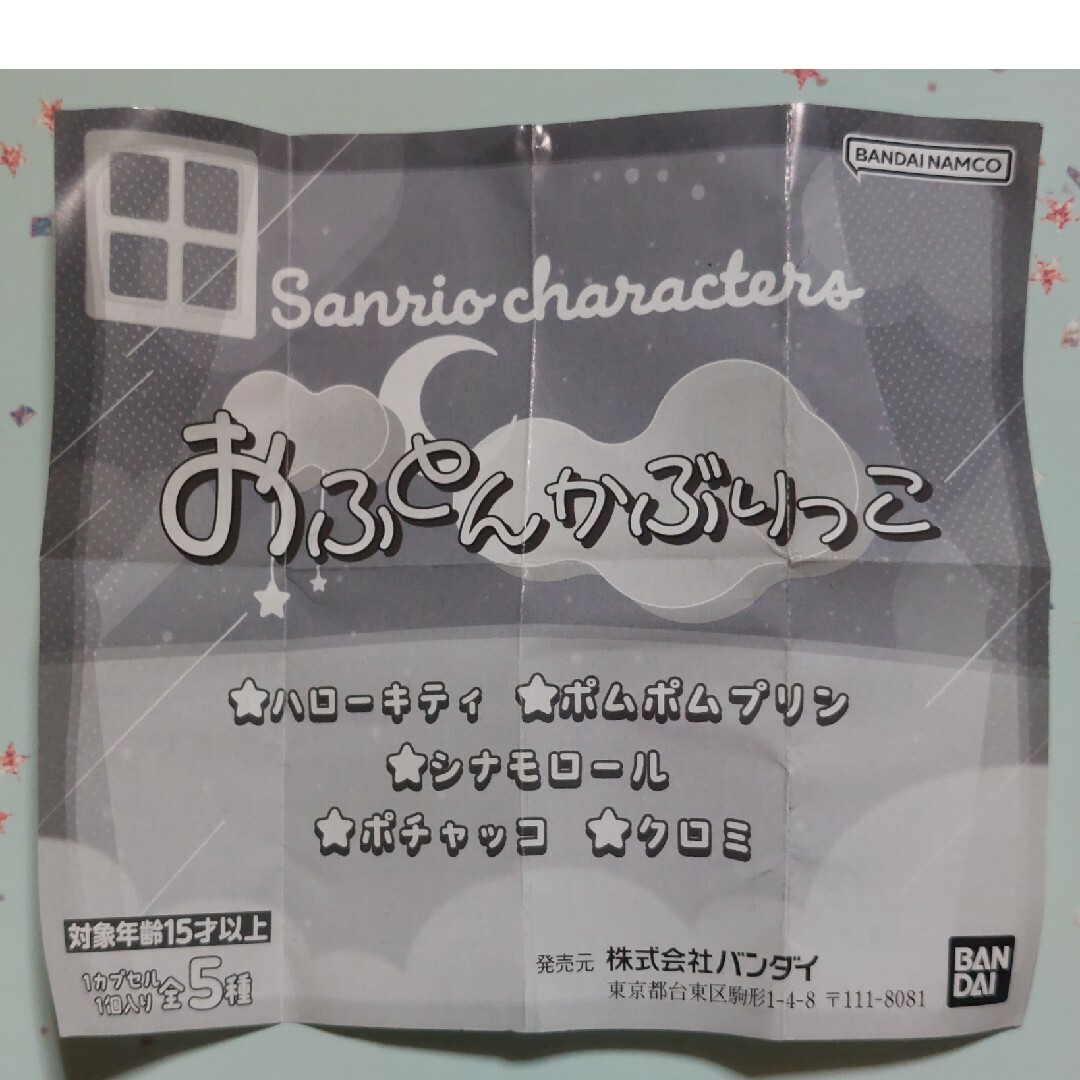 BANDAI NAMCO
Sanrio characters
おふとんかぶりっこ
★ハローキティ ★ポムポムプリン
★シナモロール
★ポチャッコ ★クロミ
対象年齢15才以上
1カプセル
1個入り 全5種
発売元 株式会社バンダイ
東京都台東区駒形1-4-8 〒111-8081
BAN
DAI